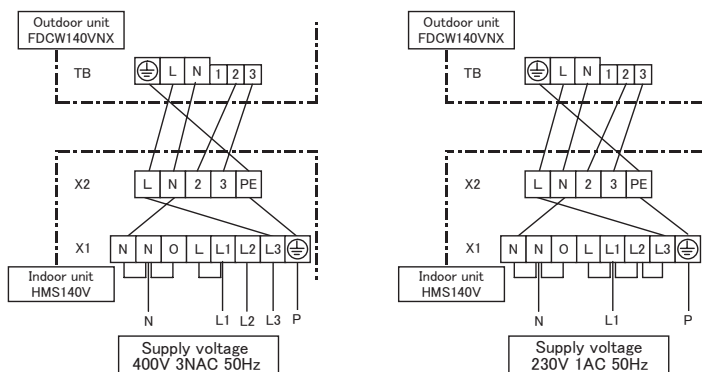 Outdoor unit
FDCW140VNX
TB
L N 1 2 3
X2
L N 2 3 PE
X1
N N O L L1 L2 L3
Indoor unit
HMS140V
N L1 L2 L3 P
Supply voltage
400V 3NAC 50Hz
Outdoor unit
FDCW140VNX
TB
L N 1 2 3
X2
L N 2 3 PE
X1
N N O L L1 L2 L3
Indoor unit
HMS140V
N L1 P
Supply voltage
230V 1AC 50Hz